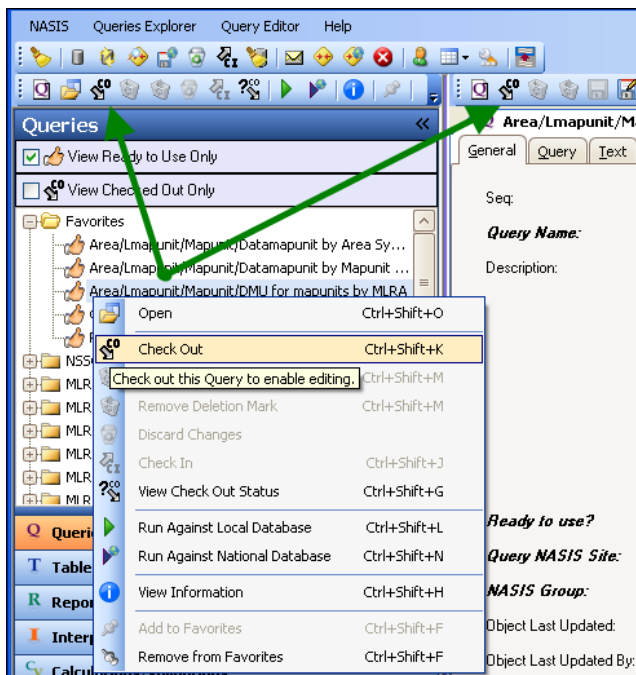 NASIS Queries Explorer Query Editor Help
Queries
Area/Lmapunit/Ma
View Ready to Use Only
General Query Text
View Checked Out Only
Seq:
Favorites
Query Name:
Area/Lmapunit/Mapunit/Datamapunit by Area Sy...
Area/Lmapunit/Mapunit/Datamapunit by Mapunit ...
Description:
Area/Lmapunit/Mapunit/DMU for mapunits by MLRA
Open Ctrl+Shift+O
Check Out Ctrl+Shift+K
NSSC
Check out this Query to enable editing. Ctrl+Shift+M
MLR
Remove Deletion Mark Ctrl+Shift+M
MLR
Discard Changes
MLR
Check In Ctrl+Shift+J
MLR
View Check Out Status Ctrl+Shift+G
MLR
Ready to use?
Q Queri
Run Against Local Database Ctrl+Shift+L
Query NASIS Site:
T Table
Run Against National Database Ctrl+Shift+N
NASIS Group:
R Repor
View Information Ctrl+Shift+H
Object Last Updated:
I Interp
Add to Favorites Ctrl+Shift+F
Object Last Updated By:
Remove from Favorites Ctrl+Shift+F